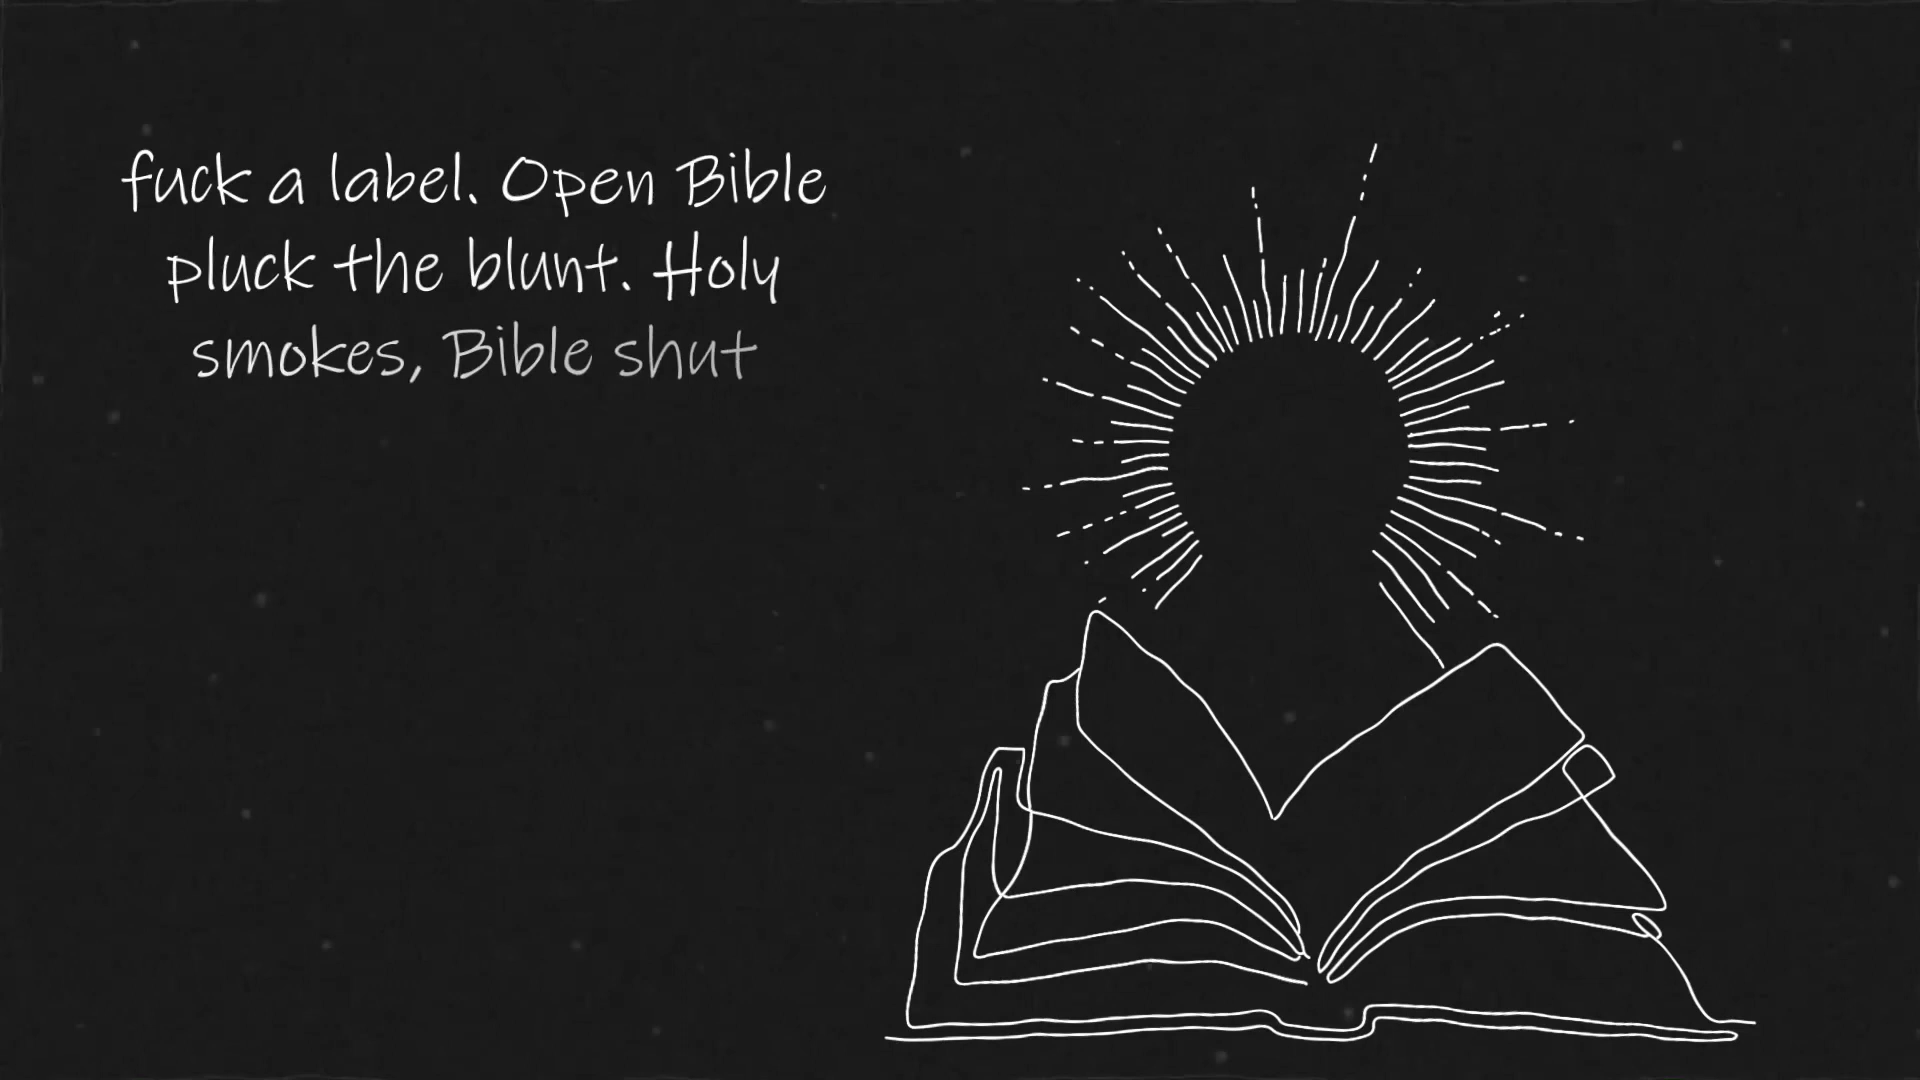 fuck a label. Open Bible
pluck the blunt. Holy
smokes, Bible shut